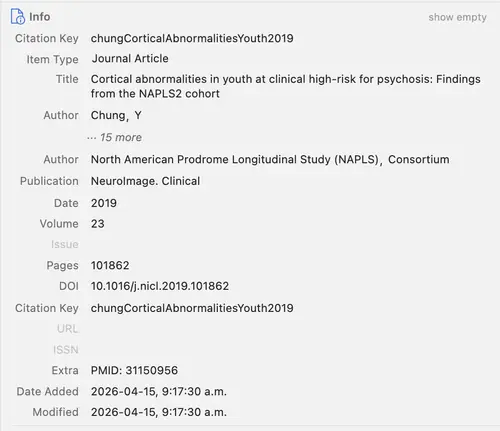 Info show empty
Citation Key chungCorticalAbnormalitiesYouth2019
Item Type Journal Article
Title Cortical abnormalities in youth at clinical high-risk for psychosis: Findings
from the NAPLS2 cohort
Author Chung, Y
··· 15 more
Author North American Prodrome Longitudinal Study (NAPLS), Consortium
Publication NeuroImage. Clinical
Date 2019
Volume 23
Issue
Pages 101862
DOI 10.1016/j.nicl.2019.101862
Citation Key chungCorticalAbnormalitiesYouth2019
URL
ISSN
Extra PMID: 31150956
Date Added 2026-04-15, 9:17:30 a.m.
Modified 2026-04-15, 9:17:30 a.m.